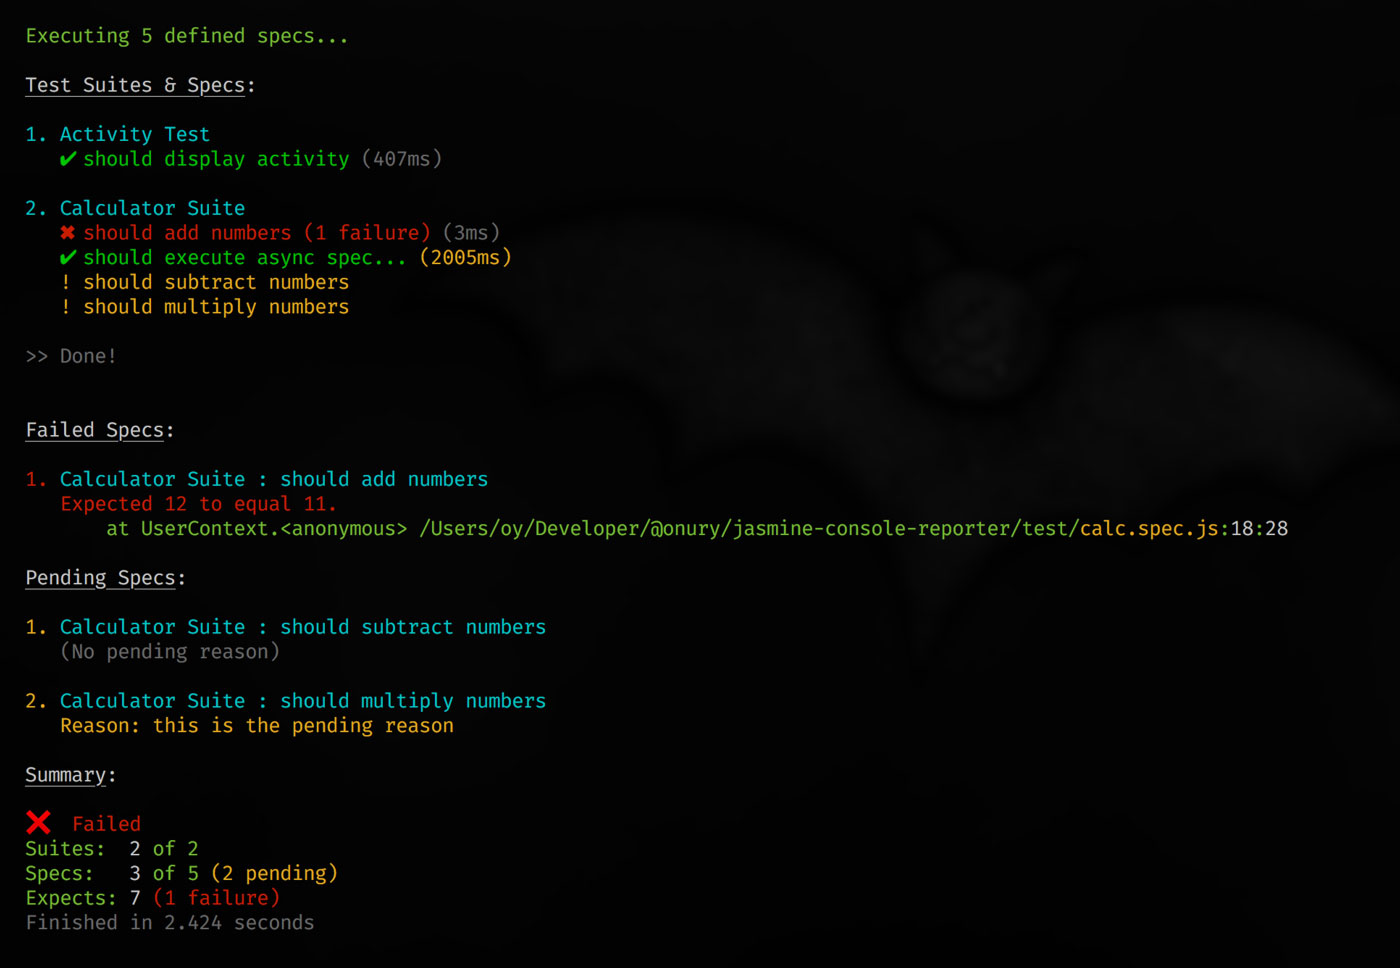 Executing 5 defined specs...
Test Suites & Specs:
1. Activity Test
✔ should display activity (407ms)
2. Calculator Suite
✖ should add numbers (1 failure) (3ms)
✔ should execute async spec... (2005ms)
! should subtract numbers
! should multiply numbers
>> Done!
Failed Specs:
1. Calculator Suite : should add numbers
Expected 12 to equal 11.
at UserContext.<anonymous> /Users/oy/Developer/@onury/jasmine-console-reporter/test/calc.spec.js:18:28
Pending Specs:
1. Calculator Suite : should subtract numbers
(No pending reason)
2. Calculator Suite : should multiply numbers
Reason: this is the pending reason
Summary:
❌ Failed
Suites: 2 of 2
Specs: 3 of 5 (2 pending)
Expects: 7 (1 failure)
Finished in 2.424 seconds